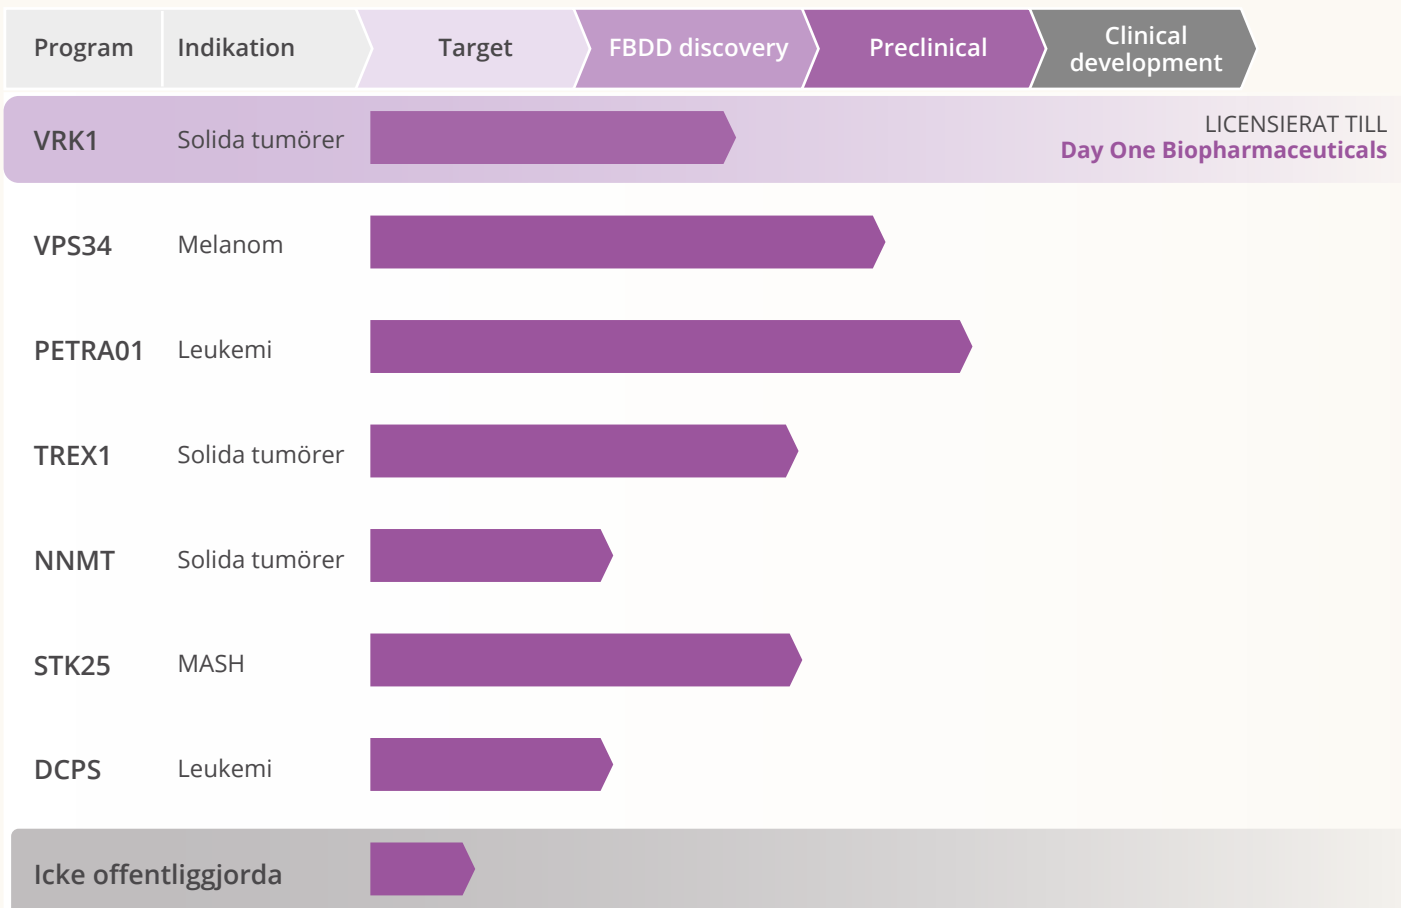 Program Indikation Target FBDD discovery Preclinical Clinical
development
VRK1 Solida tumörer LICENSIERAT TILL
Day One Biopharmaceuticals
VPS34 Melanom
PETRA01 Leukemi
TREX1 Solida tumörer
NNMT Solida tumörer
STK25 MASH
DCPS Leukemi
Icke offentliggjorda